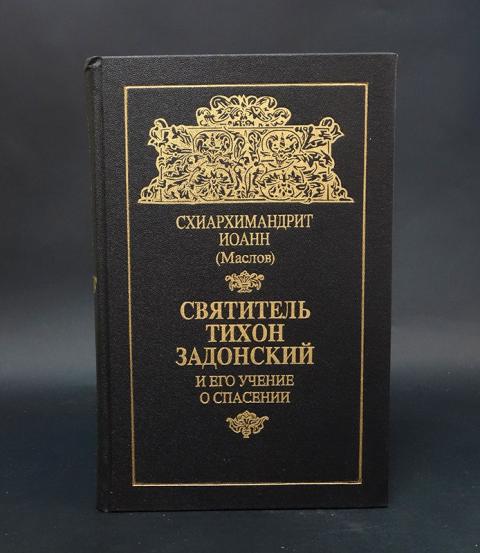 СХИАРХИМАНДРИТ
ИОАНН
(Маслов)
СВЯТИТЕЛЬ
ТИХОН
ЗАДОНСКИЙ
И ЕГО УЧЕНИЕ
О СПАСЕНИИ